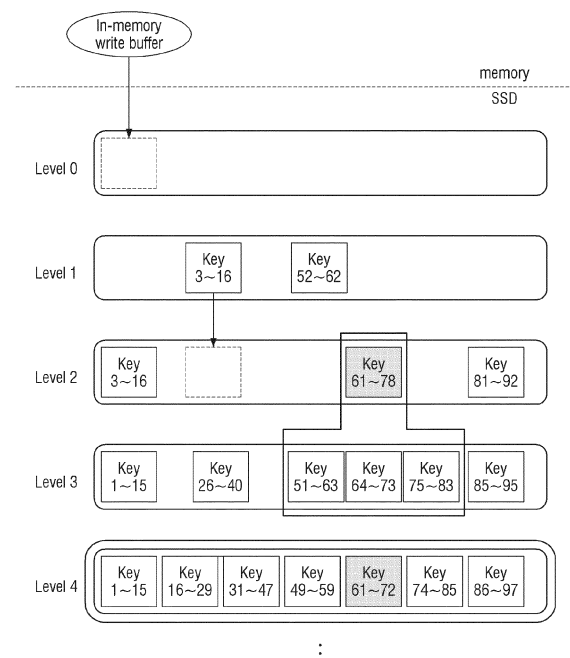 In-memory
write buffer
memory
SSD
Level 0
Level 1
Key
3~16
Key
52~62
Level 2
Key
3~16
Key
61~78
Key
81~92
Level 3
Key
1~15
Key
26~40
Key
51~63
Key
64~73
Key
75~83
Key
85~95
Level 4
Key
1~15
Key
16~29
Key
31~47
Key
49~59
Key
61~72
Key
74~85
Key
86~97
: